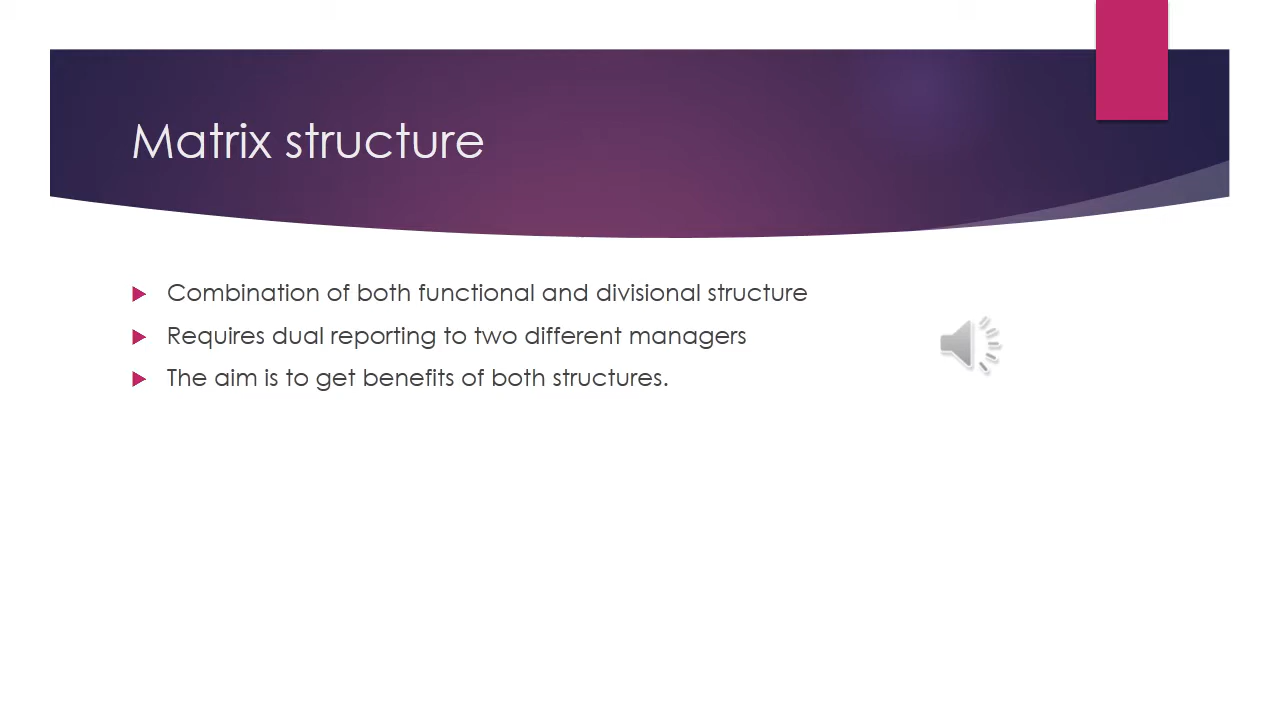 Matrix structure
Combination of both functional and divisional structure
Requires dual reporting to two different managers
The aim is to get benefits of both structures.